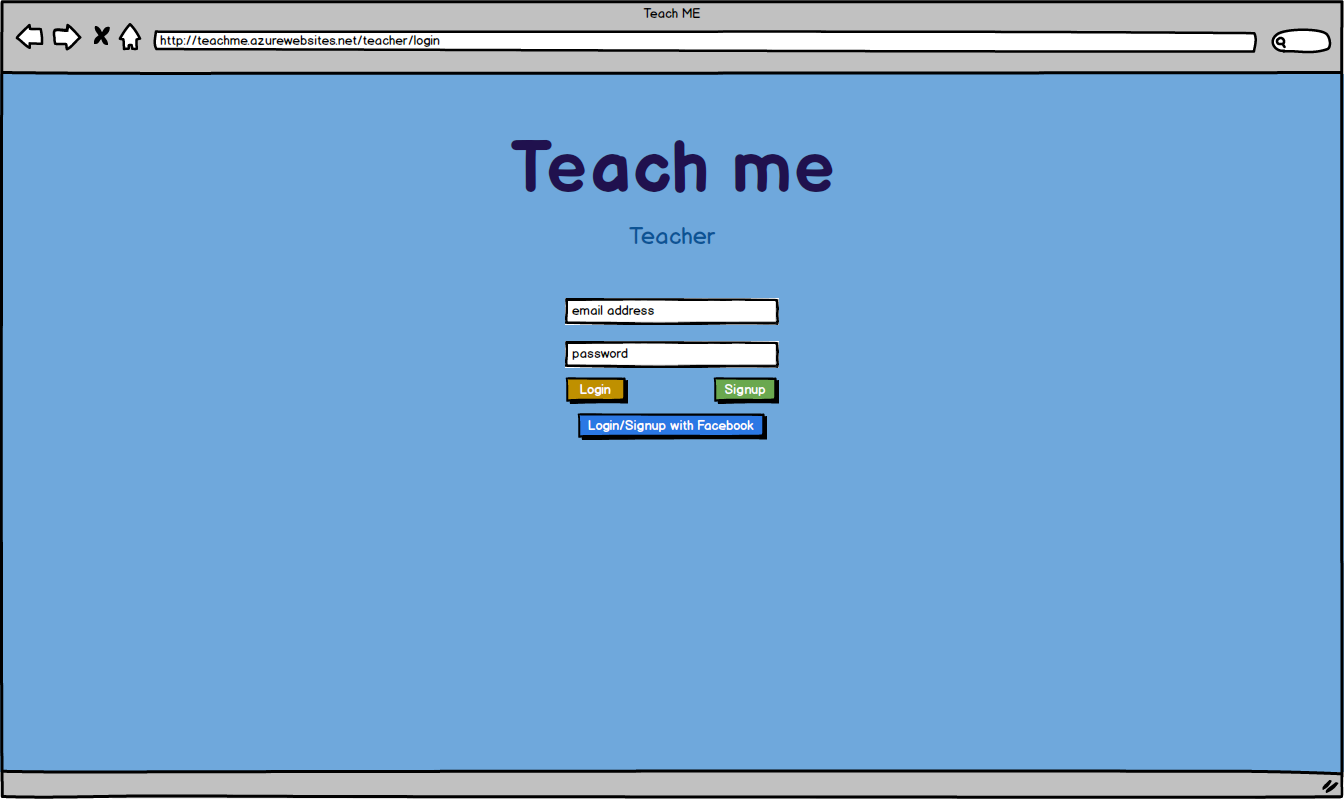 Teach ME
http://teachme.azurewebsites.net/teacher/login
Teach me
Teacher
email address
password
Login Signup
Login/Signup with Facebook